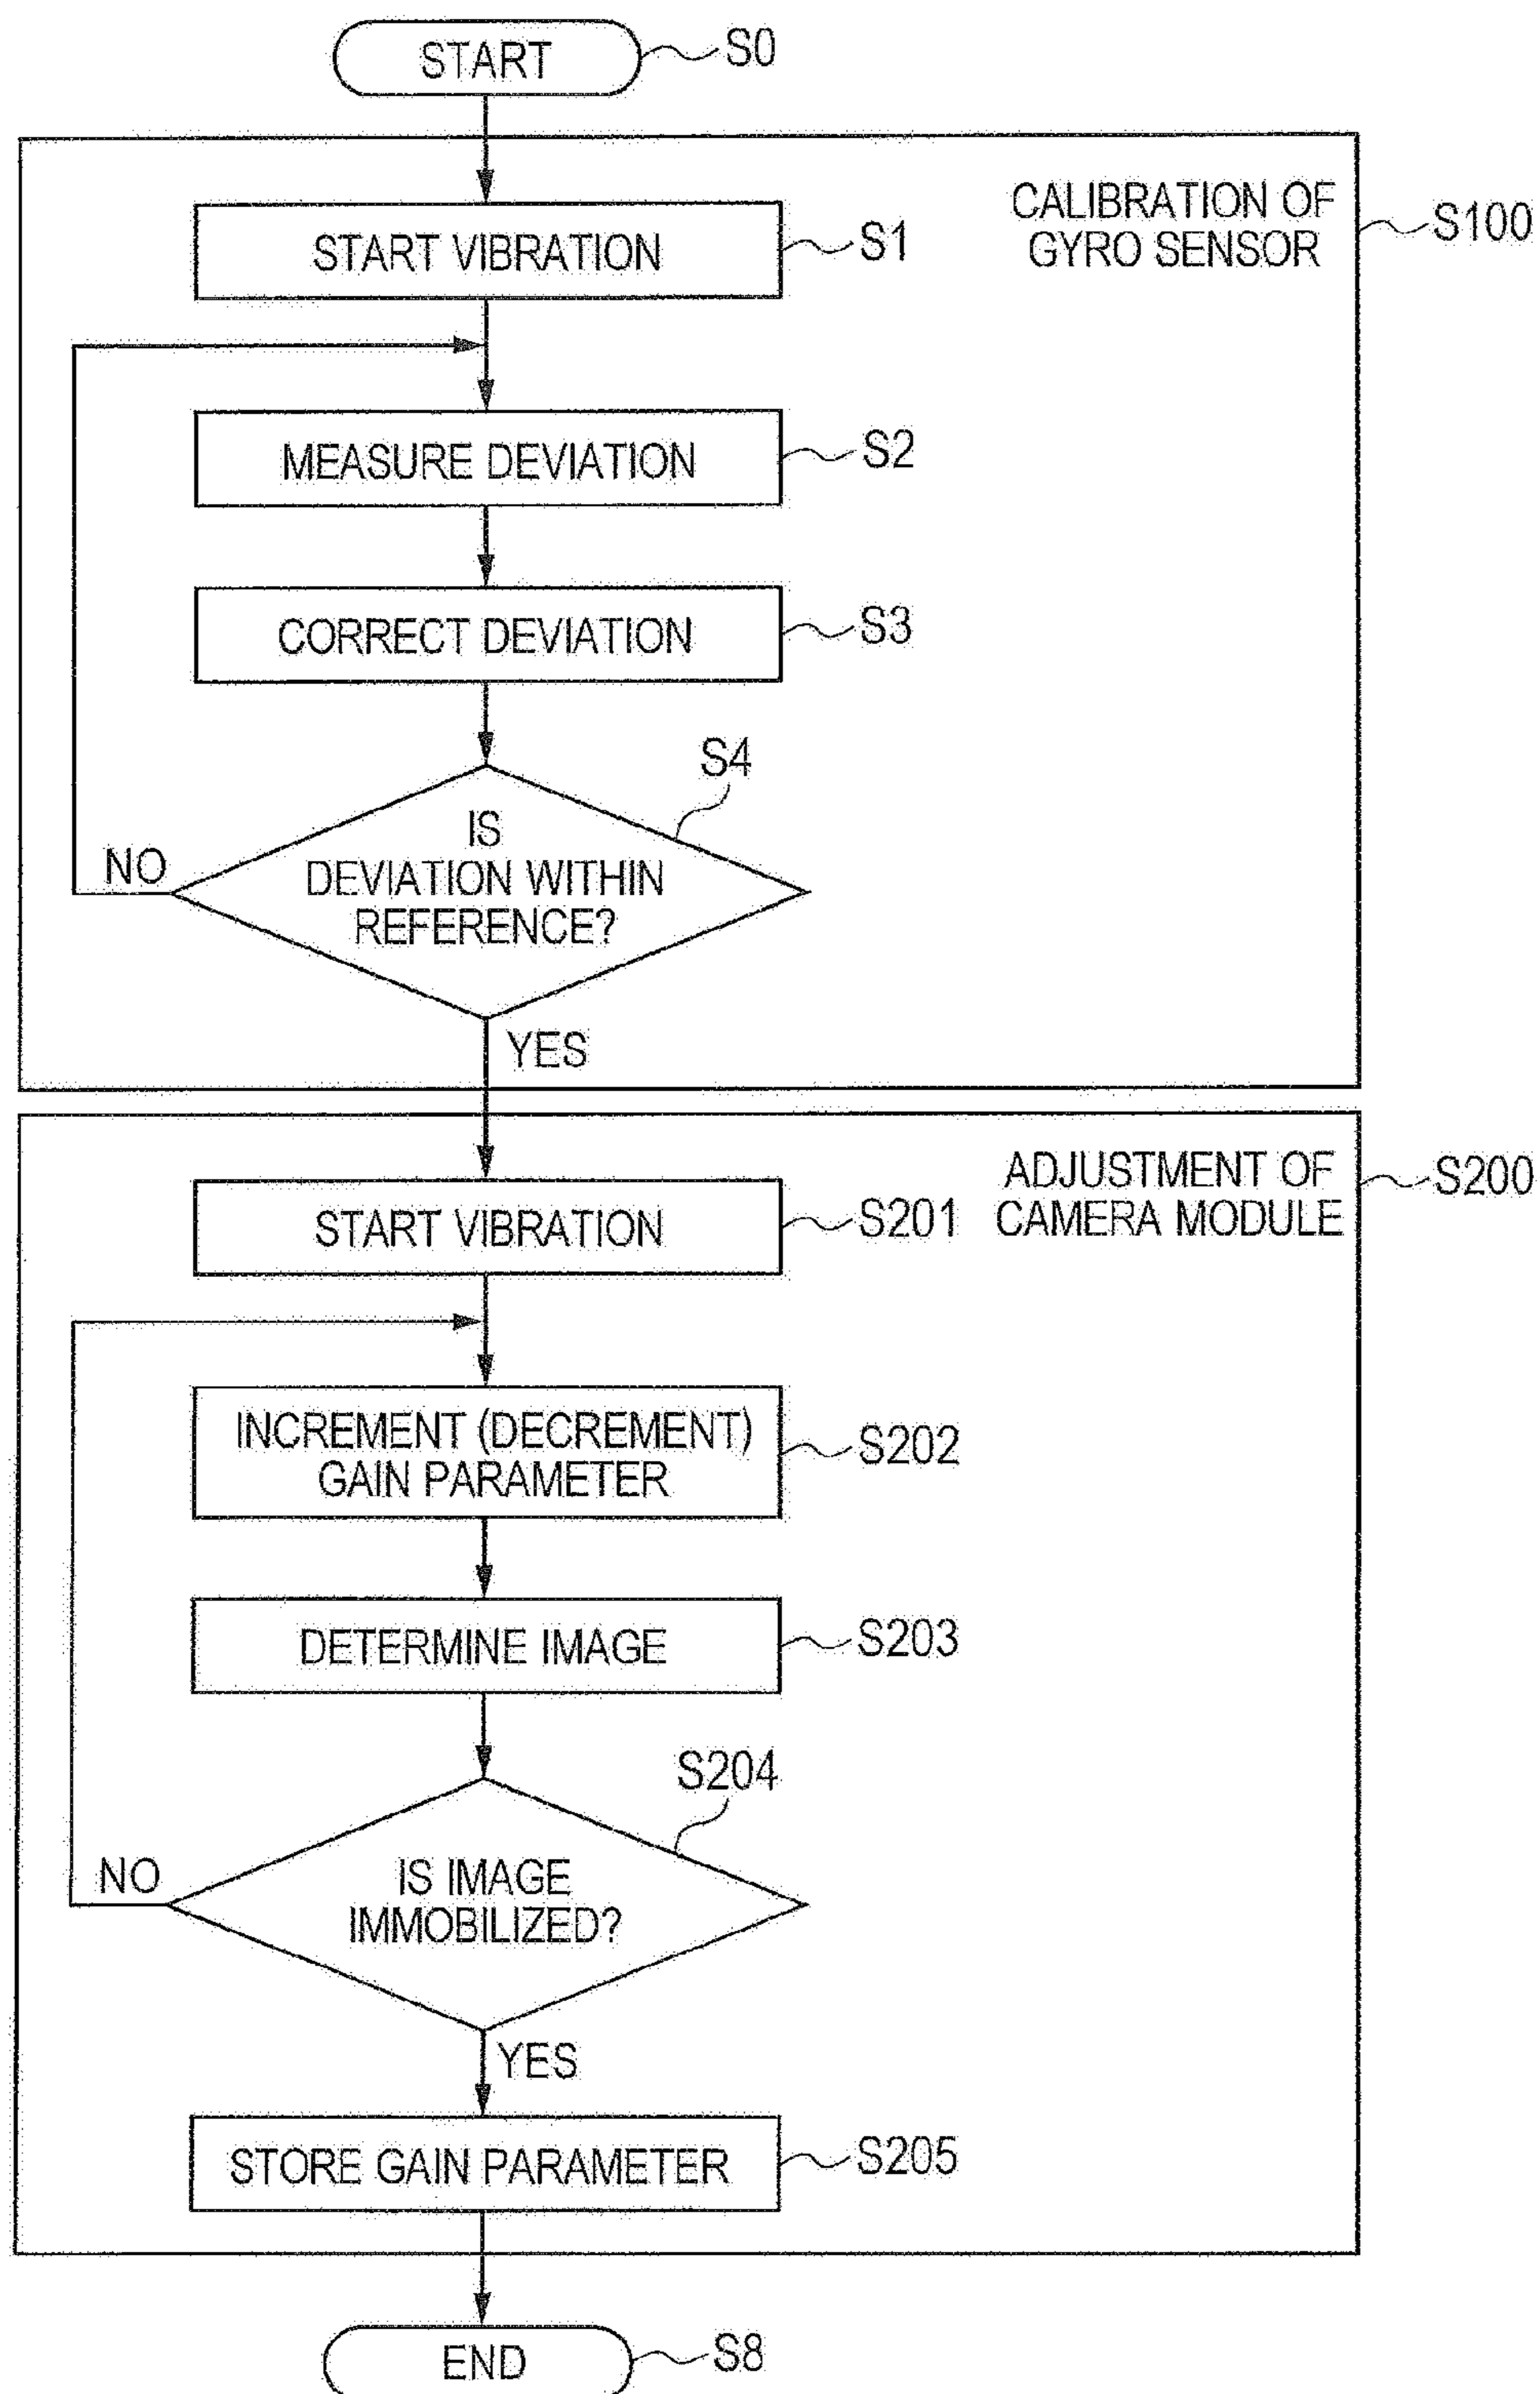 START
S0
CALIBRATION OF
GYRO SENSOR
S100
START VIBRATION
S1
MEASURE DEVIATION
S2
CORRECT DEVIATION
S3
S4
IS
DEVIATION WITHIN
REFERENCE?
NO
YES
ADJUSTMENT OF
CAMERA MODULE
S200
START VIBRATION
S201
INCREMENT (DECREMENT)
GAIN PARAMETER
S202
DETERMINE IMAGE
S203
S204
IS IMAGE
IMMOBILIZED?
NO
YES
STORE GAIN PARAMETER
S205
END
S8